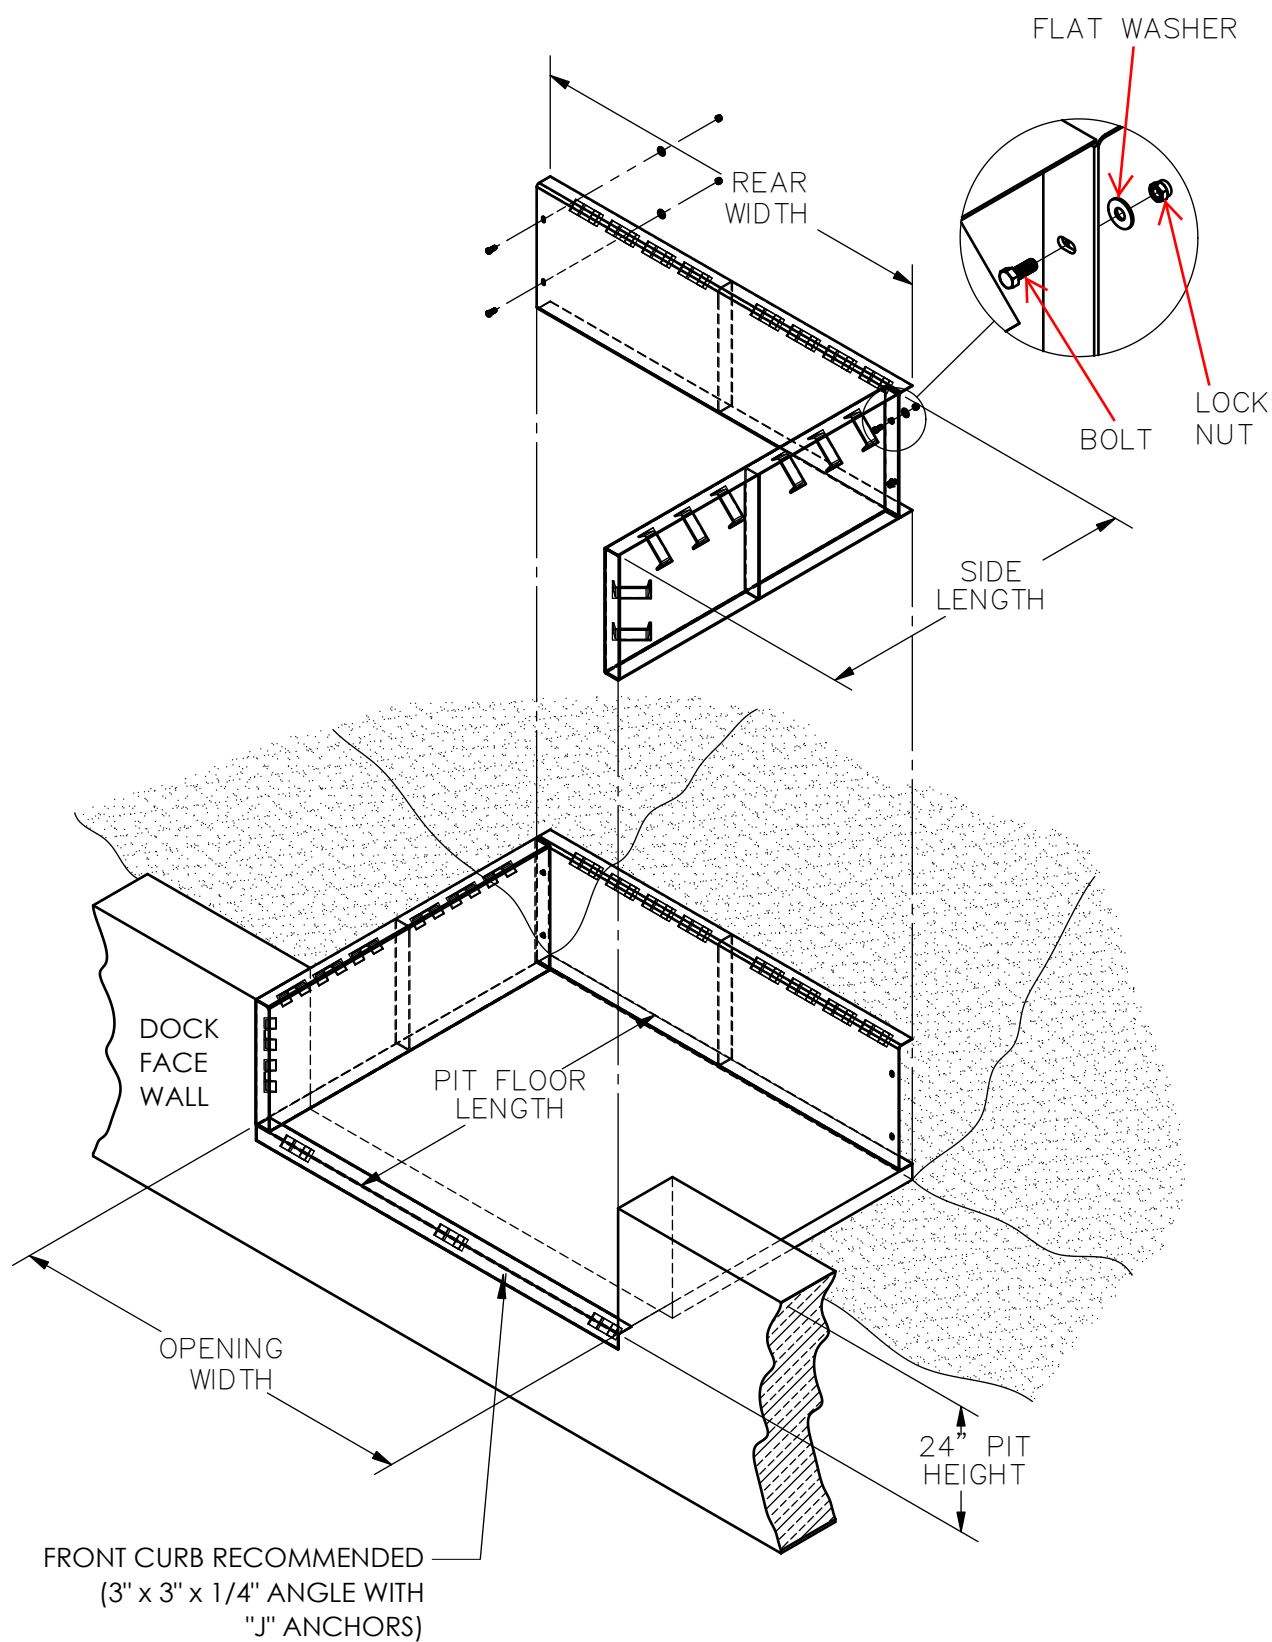 FLAT WASHER
REAR
WIDTH
LOCK
NUT
BOLT
SIDE
LENGTH
DOCK
FACE
WALL
PIT FLOOR
LENGTH
OPENING
WIDTH
24" PIT
HEIGHT
FRONT CURB RECOMMENDED
(3" x 3" x 1/4" ANGLE WITH
"J" ANCHORS)